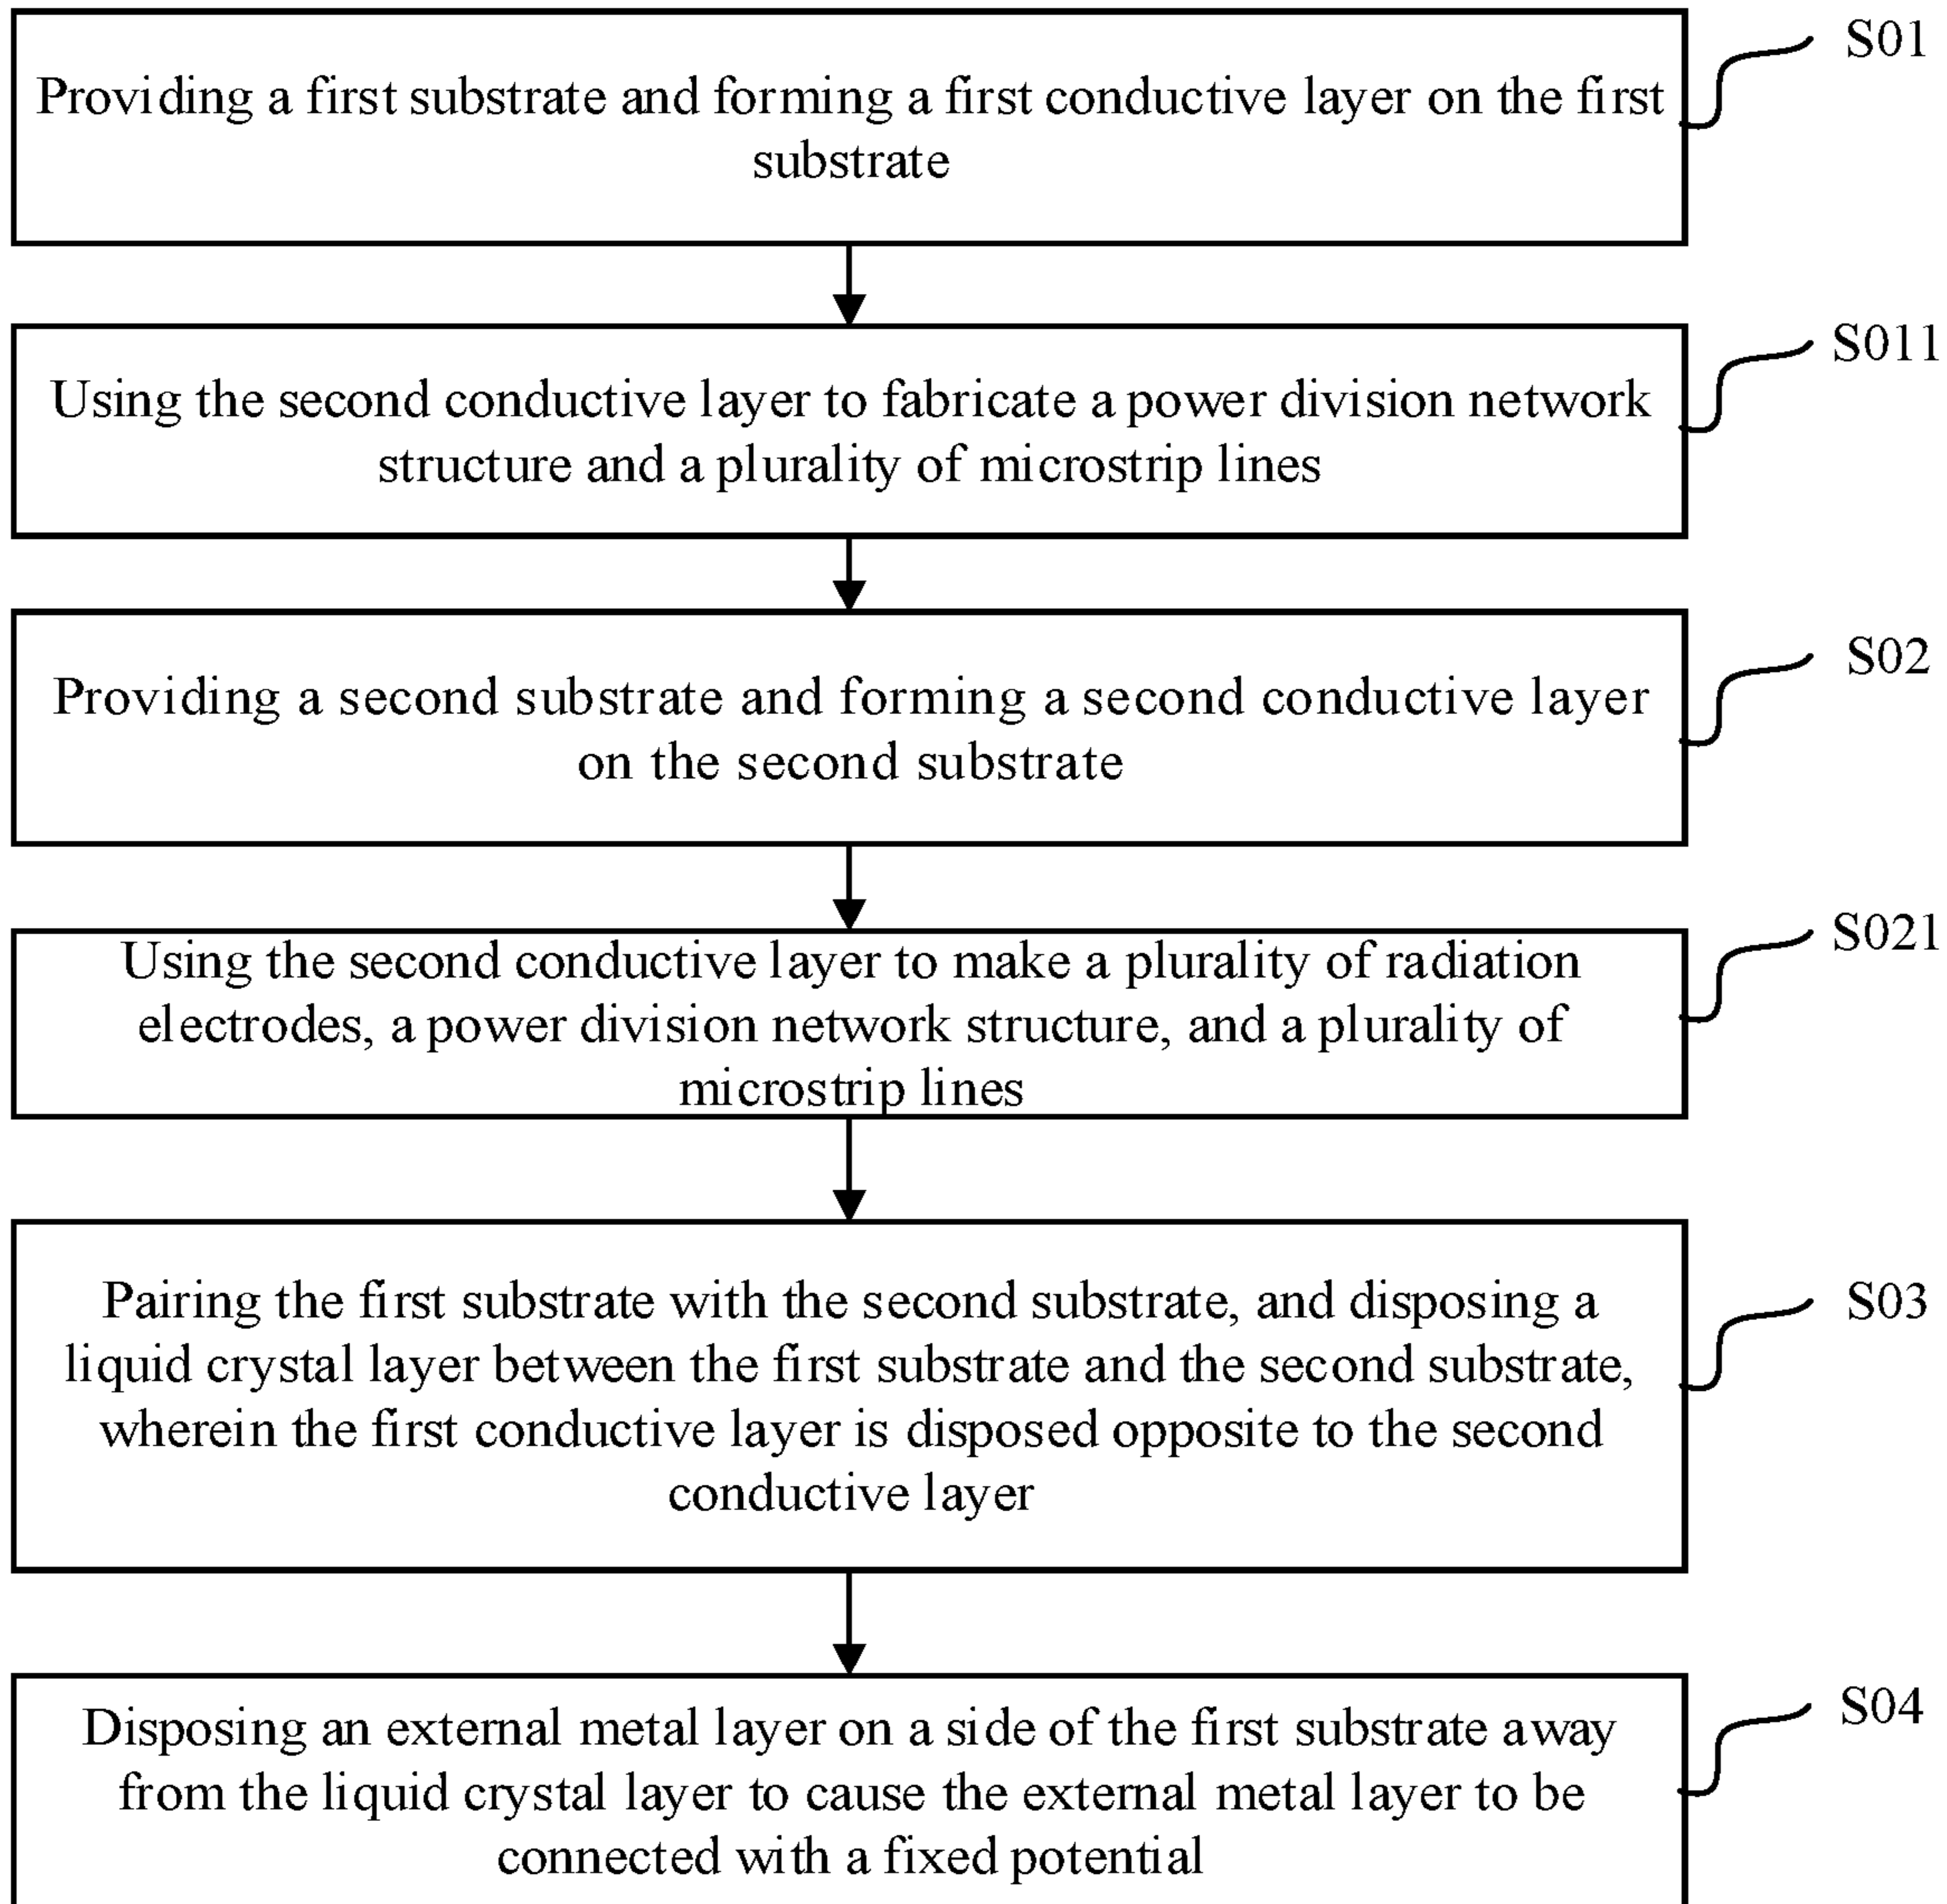 Providing a first substrate and forming a first conductive layer on the first
substrate
S01
Using the second conductive layer to fabricate a power division network
structure and a plurality of microstrip lines
S011
Providing a second substrate and forming a second conductive layer
on the second substrate
S02
Using the second conductive layer to make a plurality of radiation
electrodes, a power division network structure, and a plurality of
microstrip lines
S021
Pairing the first substrate with the second substrate, and disposing a
liquid crystal layer between the first substrate and the second substrate,
wherein the first conductive layer is disposed opposite to the second
conductive layer
S03
Disposing an external metal layer on a side of the first substrate away
from the liquid crystal layer to cause the external metal layer to be
connected with a fixed potential
S04